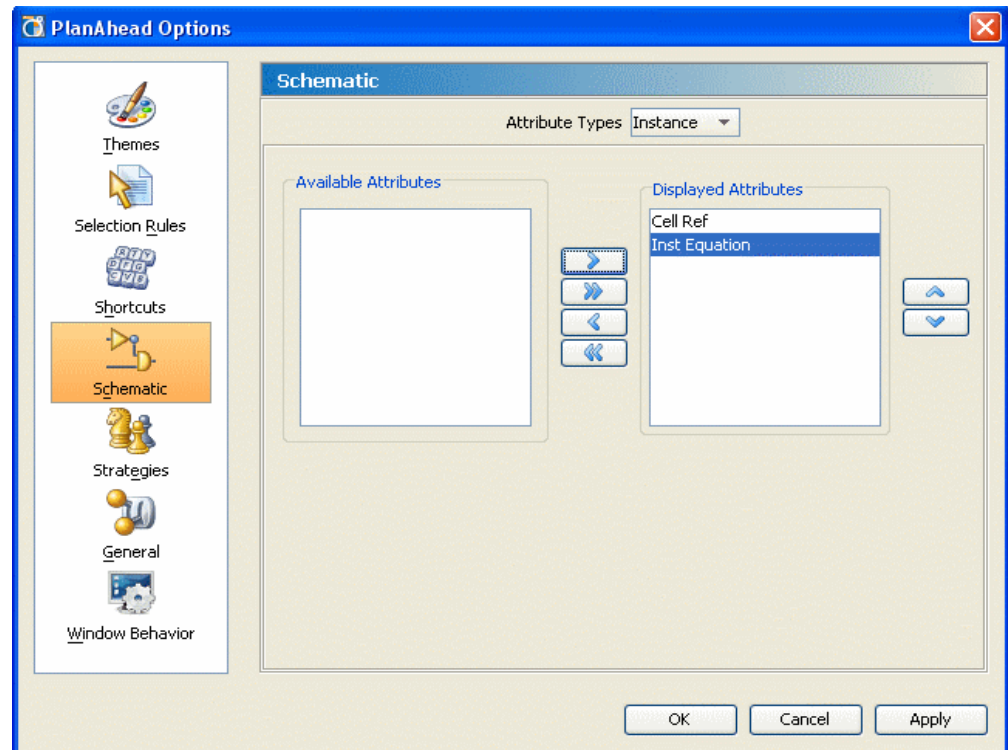 PlanAhead Options
Themes
Selection Rules
Shortcuts
Schematic
Strategies
General
Window Behavior
Schematic
Attribute Types Instance
Available Attributes
Displayed Attributes
Cell Ref
Inst Equation
OK Cancel Apply